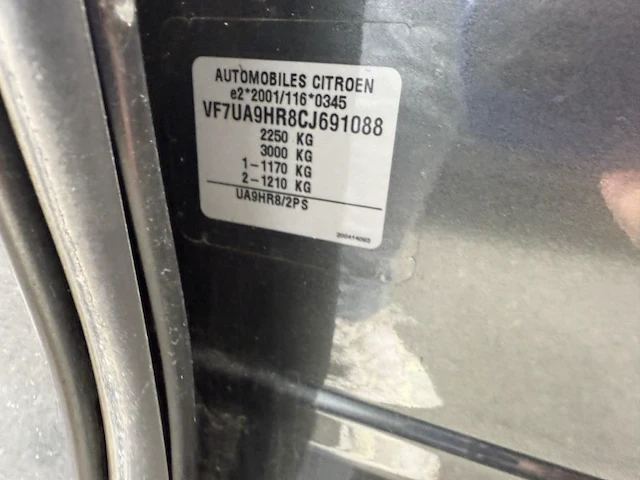 AUTOMOBILES CITROEN
e2*2001/116*0345
VF7UA9HR8CJ691088
2250 KG
3000 KG
1-1170 KG
2-1210 KG
UA9HR8/2PS